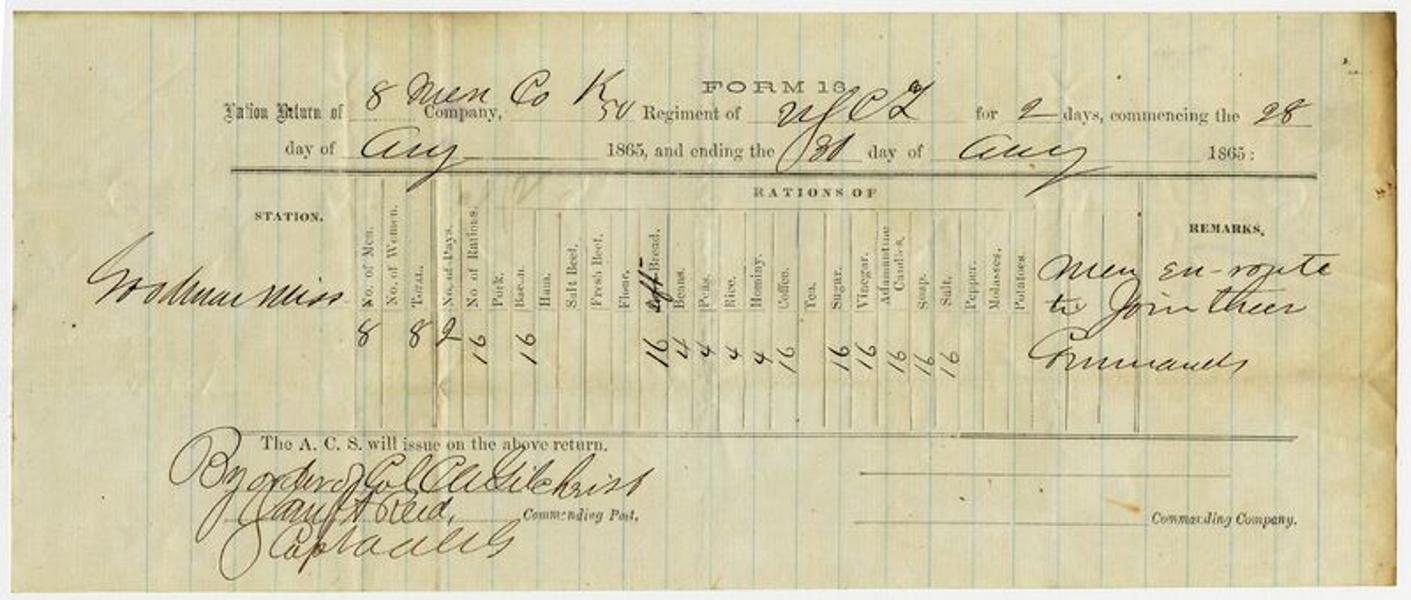 FORM 13.
Ration Return of 8 Men Co K Company, 50 Regiment of USCT for 2 days, commencing the 28
day of Aug 1865, and ending the 30 day of Aug 1865:
RATIONS OF
STATION. No. of Men. No. of Women. Total. No. of Days. No of Rations. Pork. Bacon. Ham. Salt Beef. Fresh Beef. Flour. Soft Bread. Beans. Peas. Rice. Hominy. Coffee. Tea. Sugar. Vinegar. Adamantine Candles. Soap. Salt. Pepper. Molasses. Potatoes. REMARKS.
Goodman Miss
8 8 2 16 16 16 4 4 4 4 16 16 16 16 16 16
Men en-route
to Join theer
Commands
The A. C. S. will issue on the above return.
By order of Col C A Gilchrist
Reid, Commending Post.
Capt
Commanding Company.